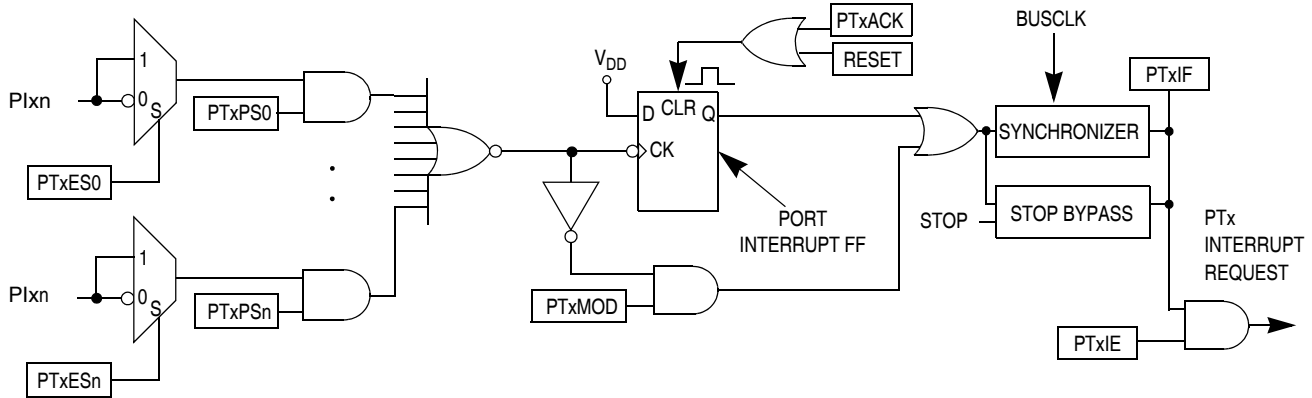 PIxn
1
0
S
PTxES0
PTxPS0
PIxn
1
0
S
PTxESn
PTxPSn
VDD
D CLR Q
CK
PTxACK
RESET
PORT
INTERRUPT FF
PTxMOD
BUSCLK
SYNCHRONIZER
STOP
STOP BYPASS
PTxIF
PTx
INTERRUPT
REQUEST
PTxIE